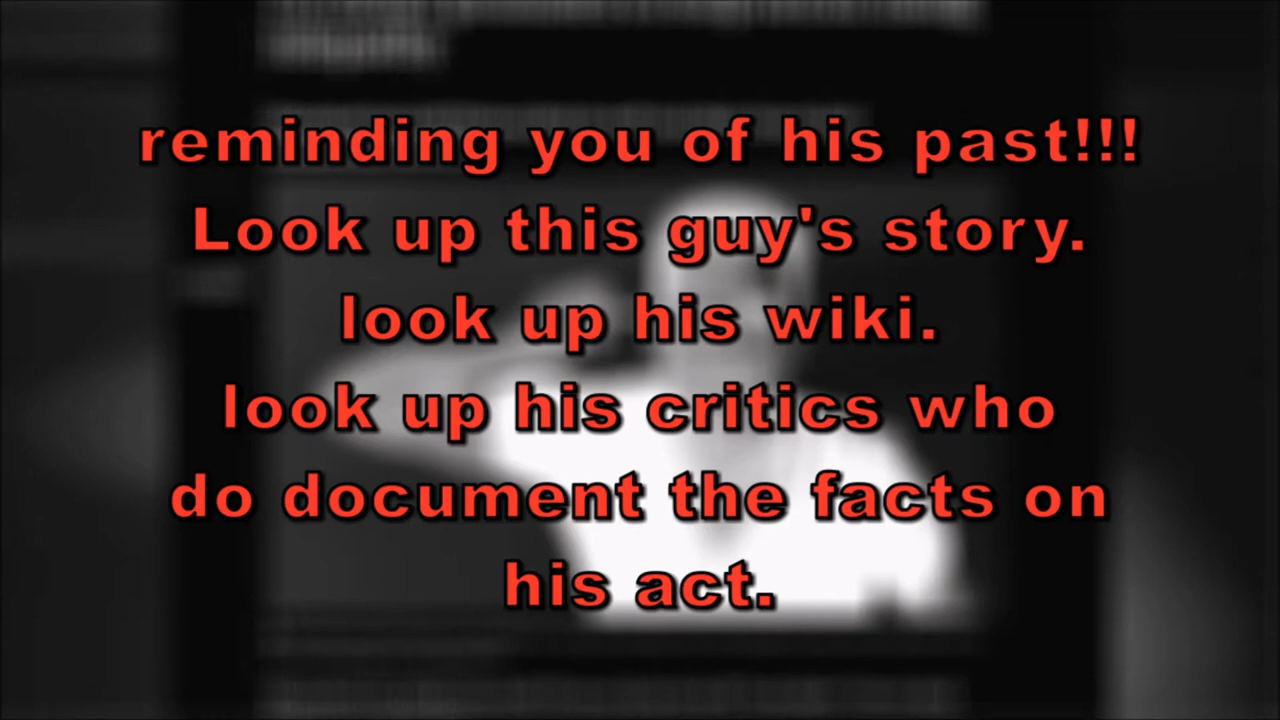 reminding you of his past!!!
Look up this guy's story.
look up his wiki.
look up his critics who
do document the facts on
his act.